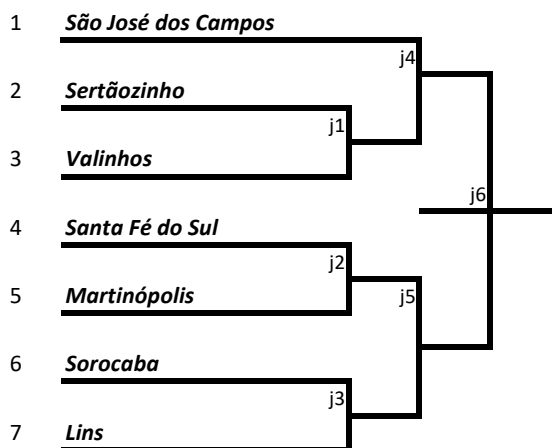 1 São José dos Campos
j4
2 Sertãozinho
j1
3 Valinhos
j6
4 Santa Fé do Sul
j2
5 Martinópolis
j5
6 Sorocaba
j3
7 Lins